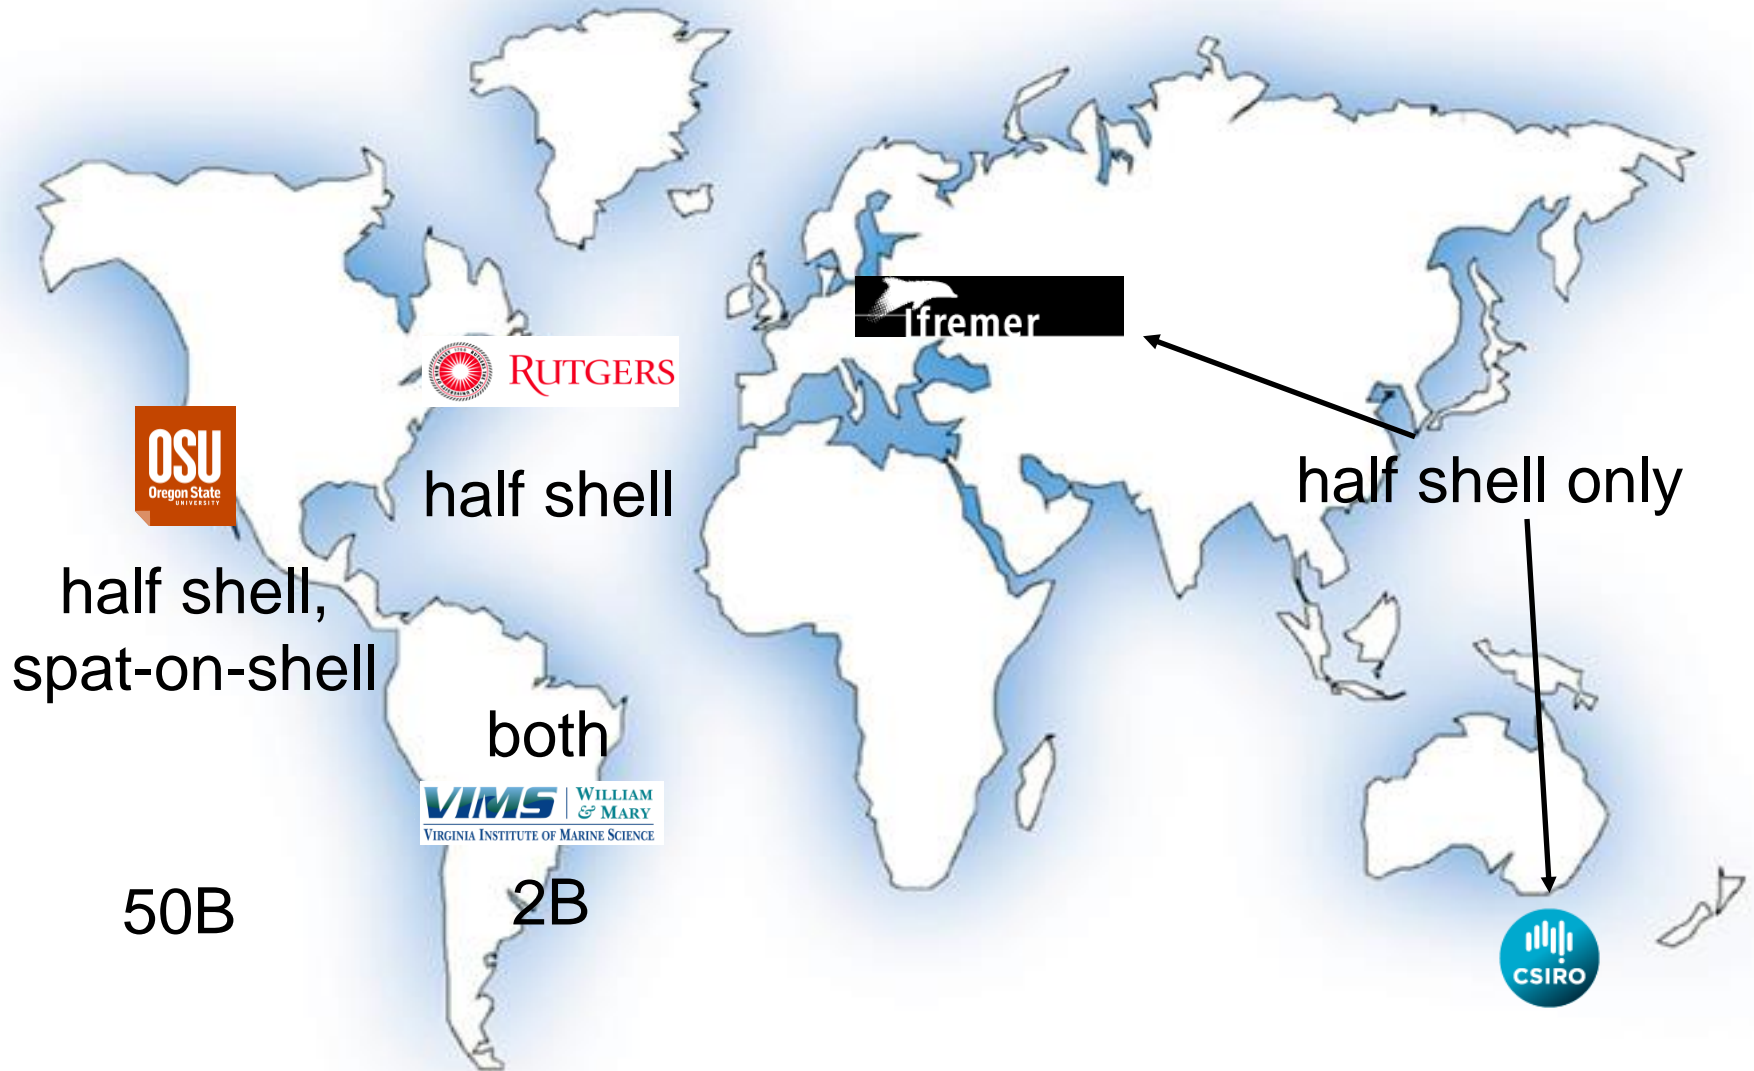 Ifremer
RUTGERS
OSU
Oregon State
UNIVERSITY
half shell
half shell only
half shell,
spat-on-shell
both
VIMS
WILLIAM
& MARY
VIRGINIA INSTITUTE OF MARINE SCIENCE
50B
2B
CSIRO